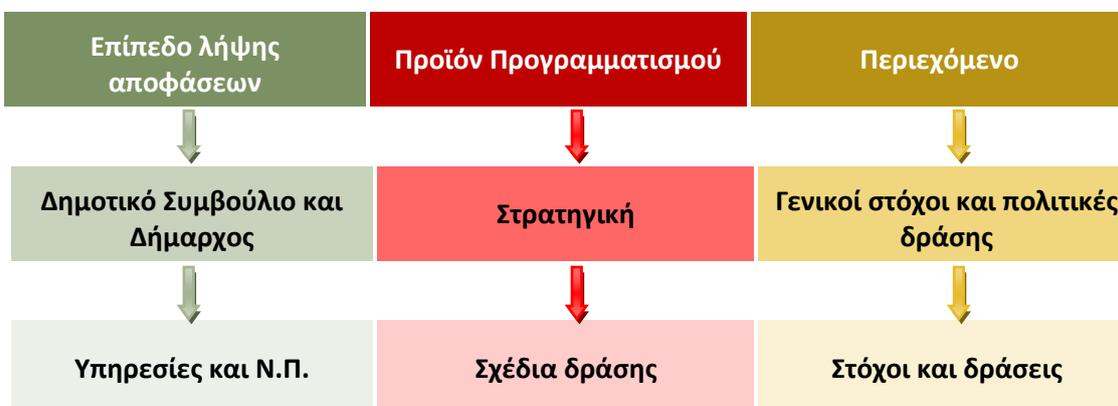 Επίπεδο λήψης
αποφάσεων
Προϊόν Προγραμματισμού
Περιεχόμενο
Δημοτικό Συμβούλιο και
Δήμαρχος
Στρατηγική
Γενικοί στόχοι και πολιτικές
δράσης
Υπηρεσίες και Ν.Π.
Σχέδια δράσης
Στόχοι και δράσεις